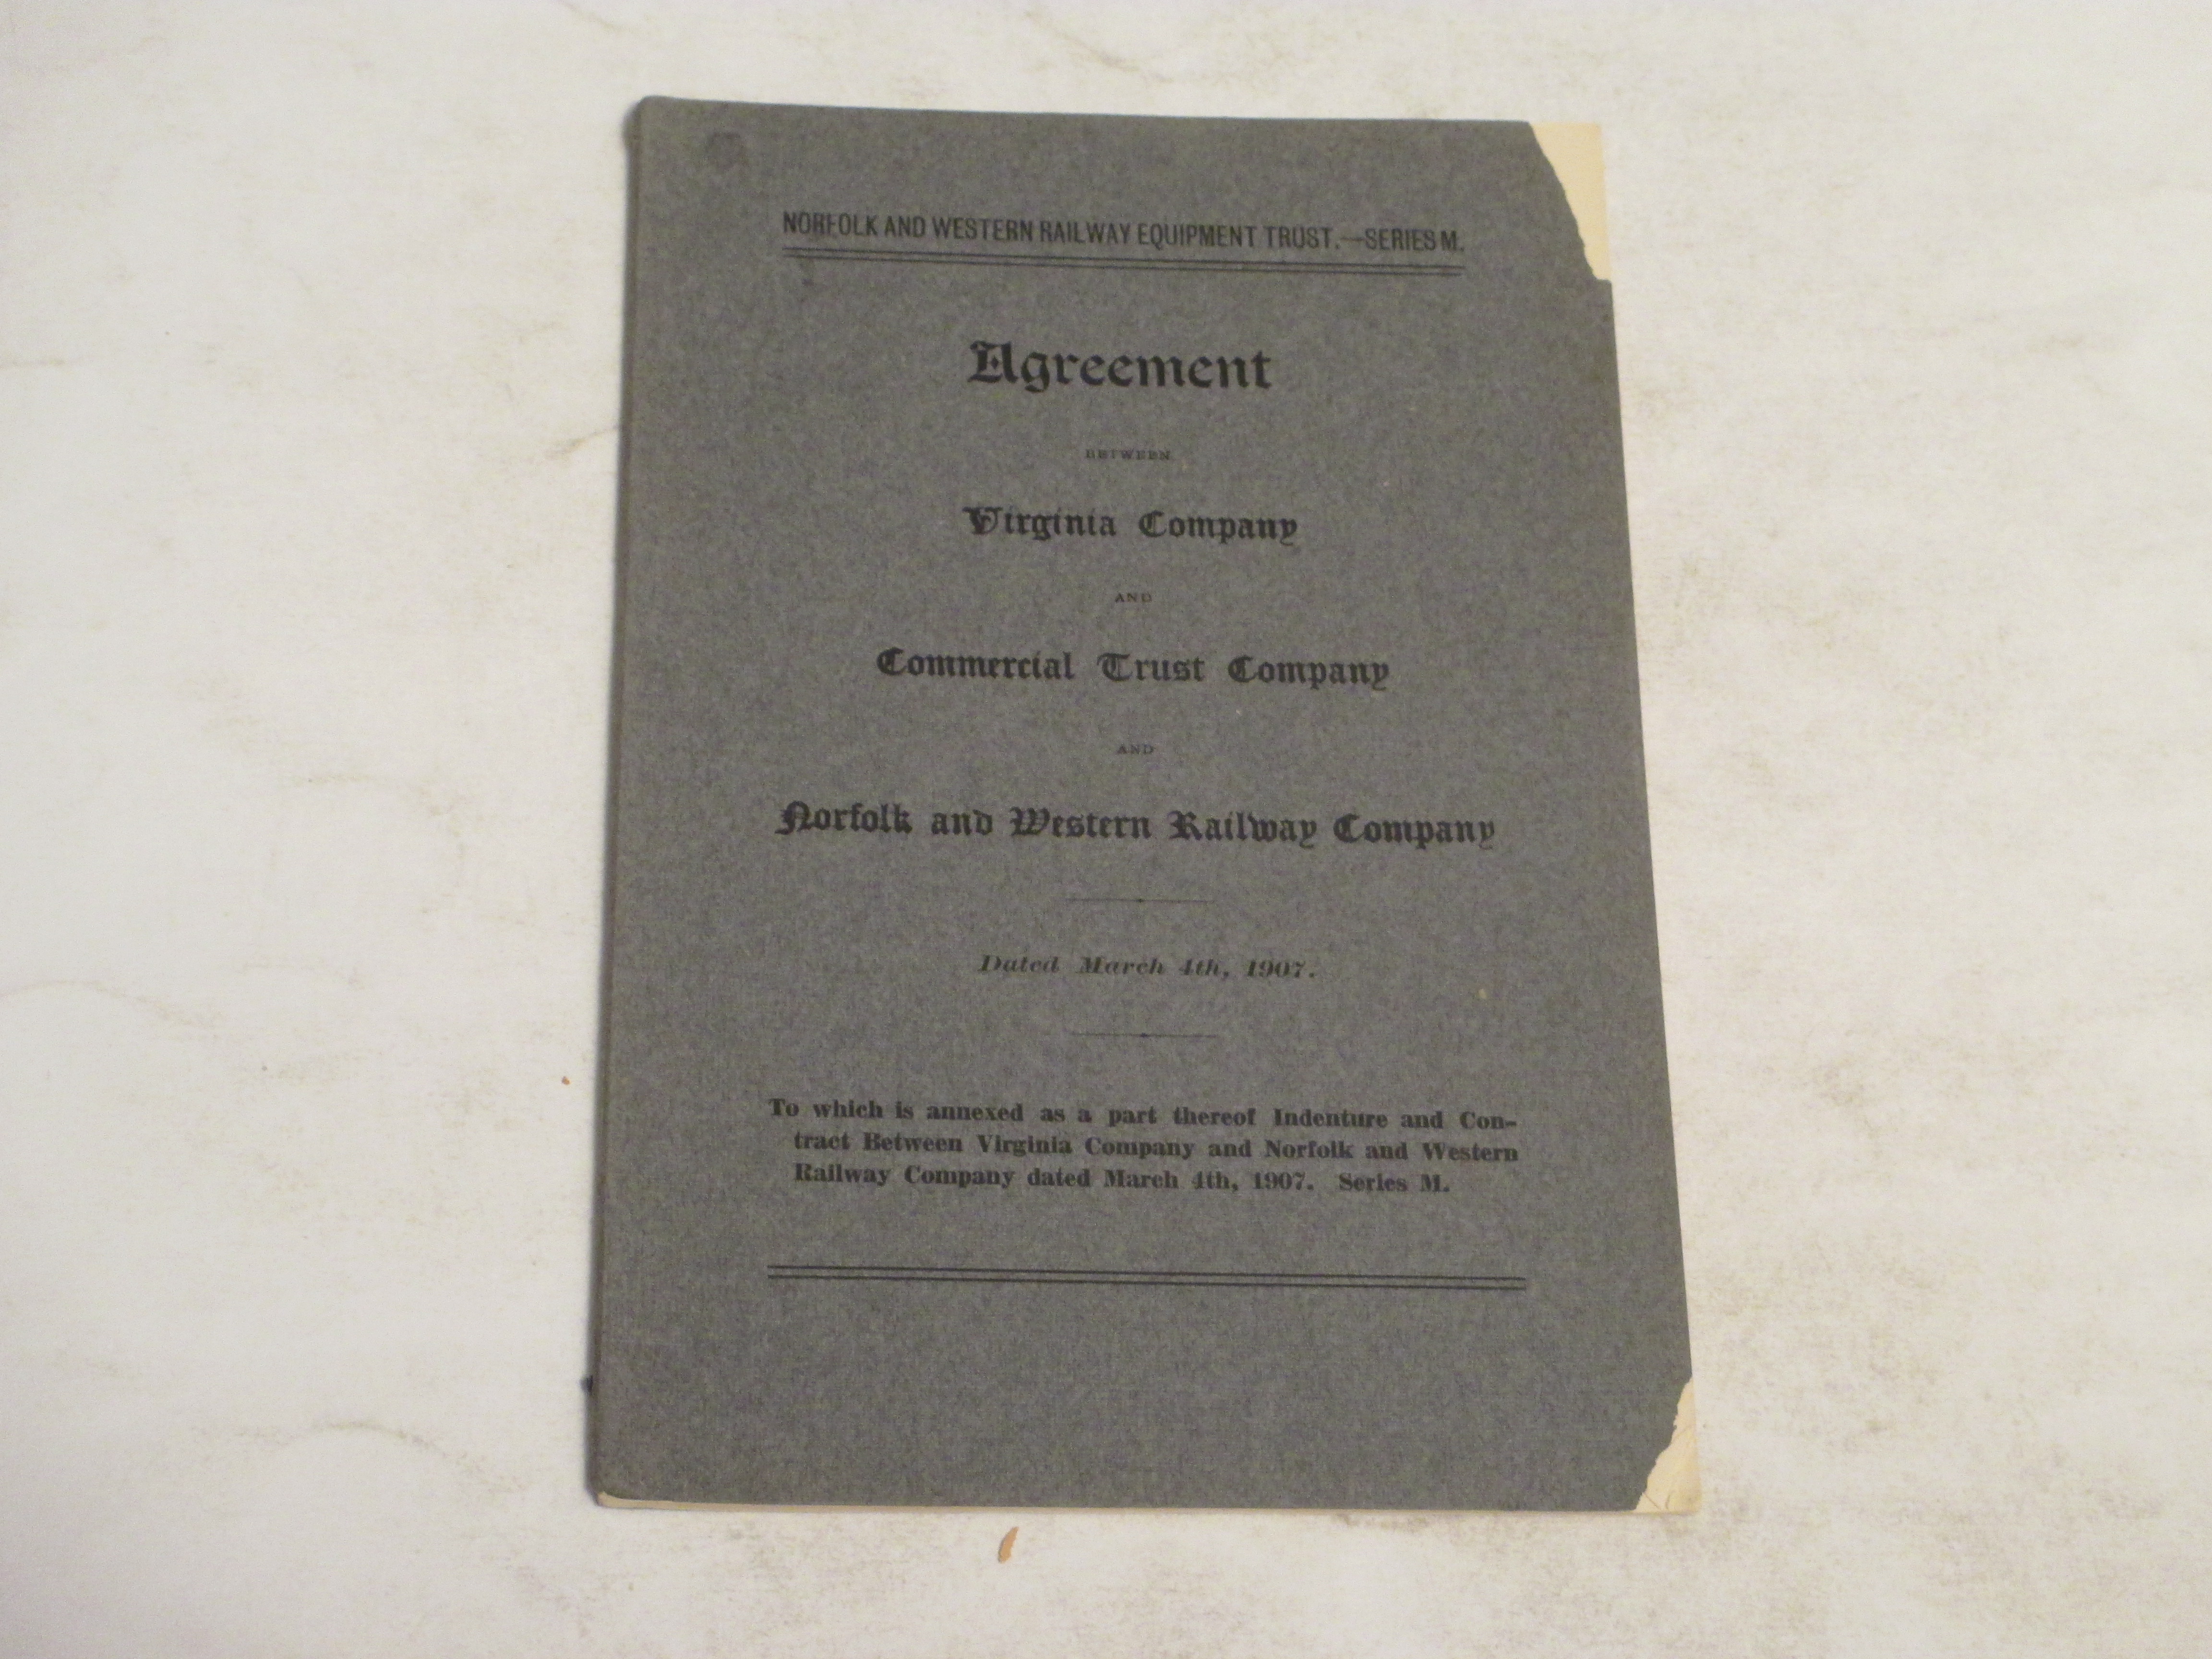 NORFOLK AND WESTERN RAILWAY EQUIPMENT TRUST.—SERIES M.
Agreement
BETWEEN
Virginia Company
AND
Commercial Trust Company
AND
Norfolk and Western Railway Company
Dated March 4th, 1907.
To which is annexed as a part thereof Indenture and Con-
tract Between Virginia Company and Norfolk and Western
Railway Company dated March 4th, 1907. Series M.